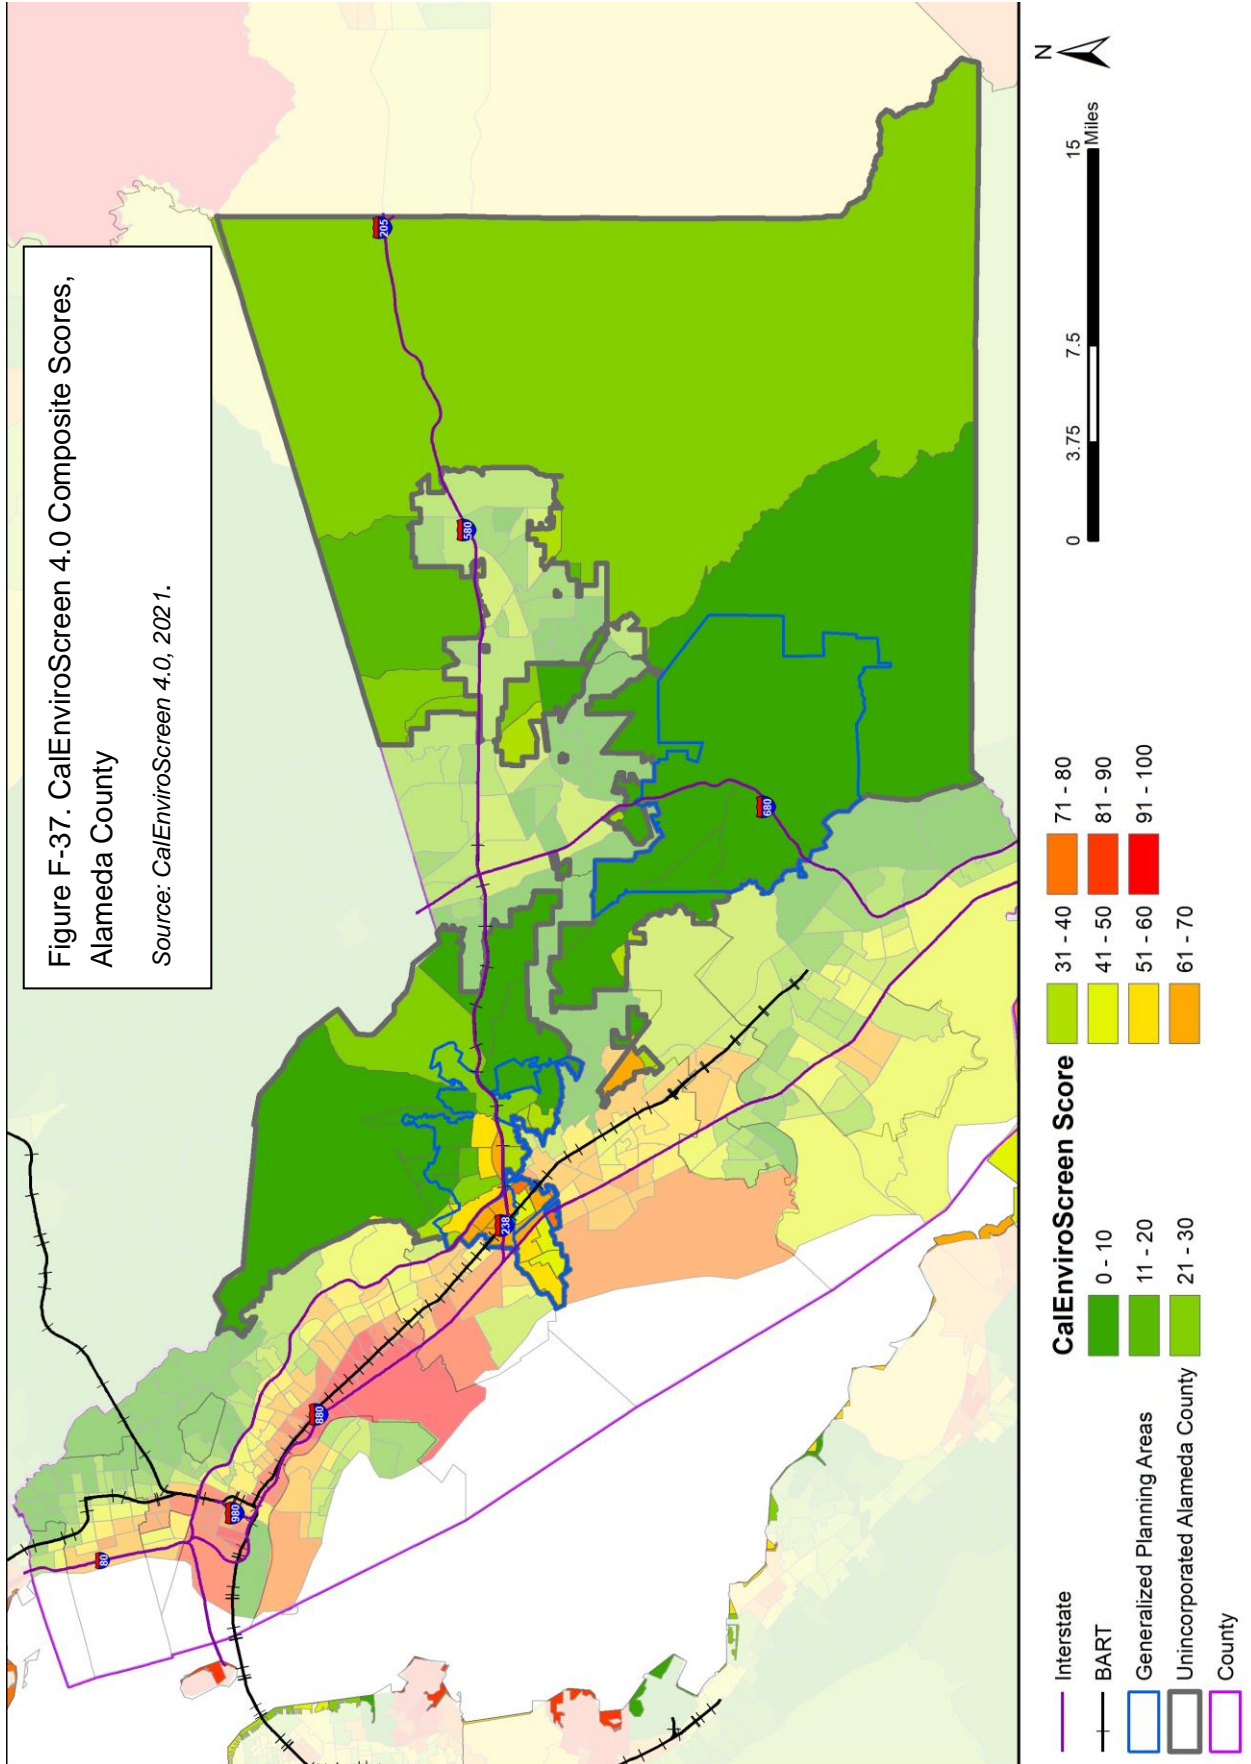 Figure F-37. CalEnviroScreen 4.0 Composite Scores,
Alameda County
Source: CalEnviroScreen 4.0, 2021.
80
980
880
238
580
205
680
Interstate
BART
Generalized Planning Areas
Unincorporated Alameda County
County
CalEnviroScreen Score
0 - 10
11 - 20
21 - 30
31 - 40
41 - 50
51 - 60
61 - 70
71 - 80
81 - 90
91 - 100
0 3.75 7.5 15
Miles
N